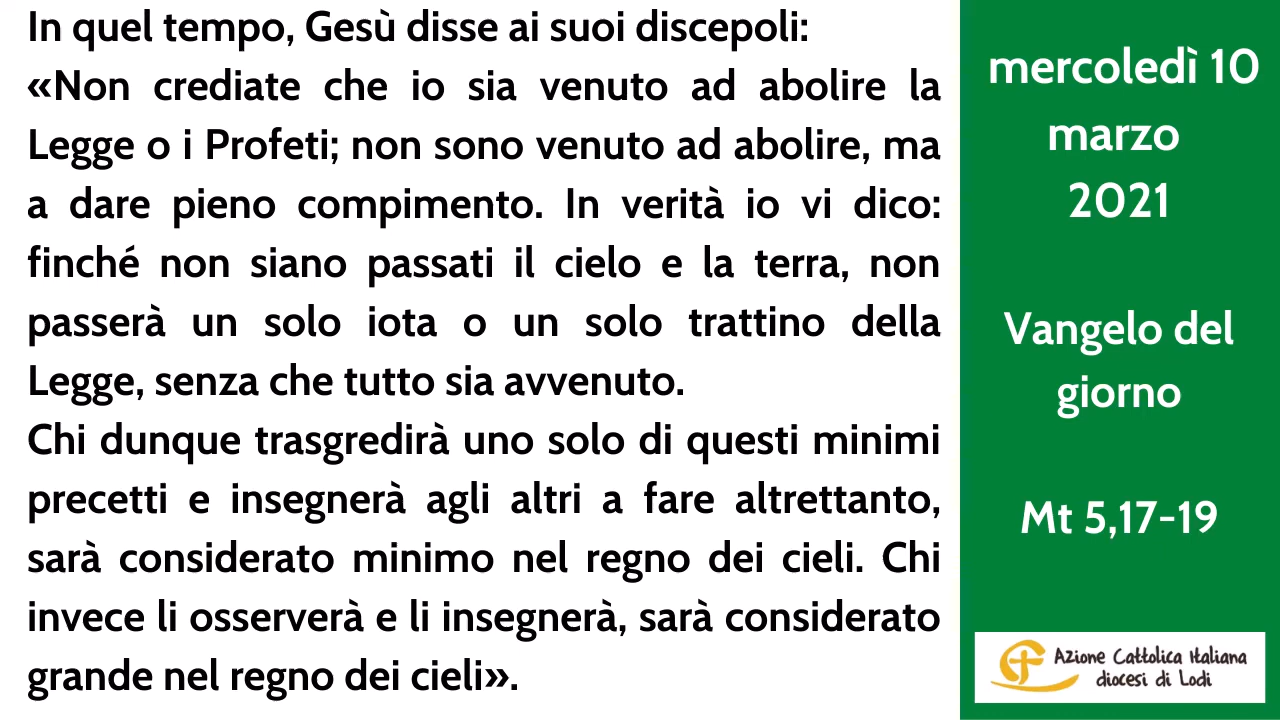 In quel tempo, Gesù disse ai suoi discepoli:
«Non crediate che io sia venuto ad abolire la
Legge o i Profeti; non sono venuto ad abolire, ma
a dare pieno compimento. In verità io vi dico:
finché non siano passati il cielo e la terra, non
passerà un solo iota o un solo trattino della
Legge, senza che tutto sia avvenuto.
Chi dunque trasgredirà uno solo di questi minimi
precetti e insegnerà agli altri a fare altrettanto,
sarà considerato minimo nel regno dei cieli. Chi
invece li osserverà e li insegnerà, sarà considerato
grande nel regno dei cieli».
mercoledì 10
marzo
2021
Vangelo del
giorno
Mt 5,17-19
Azione Cattolica Italiana
diocesi di Lodi